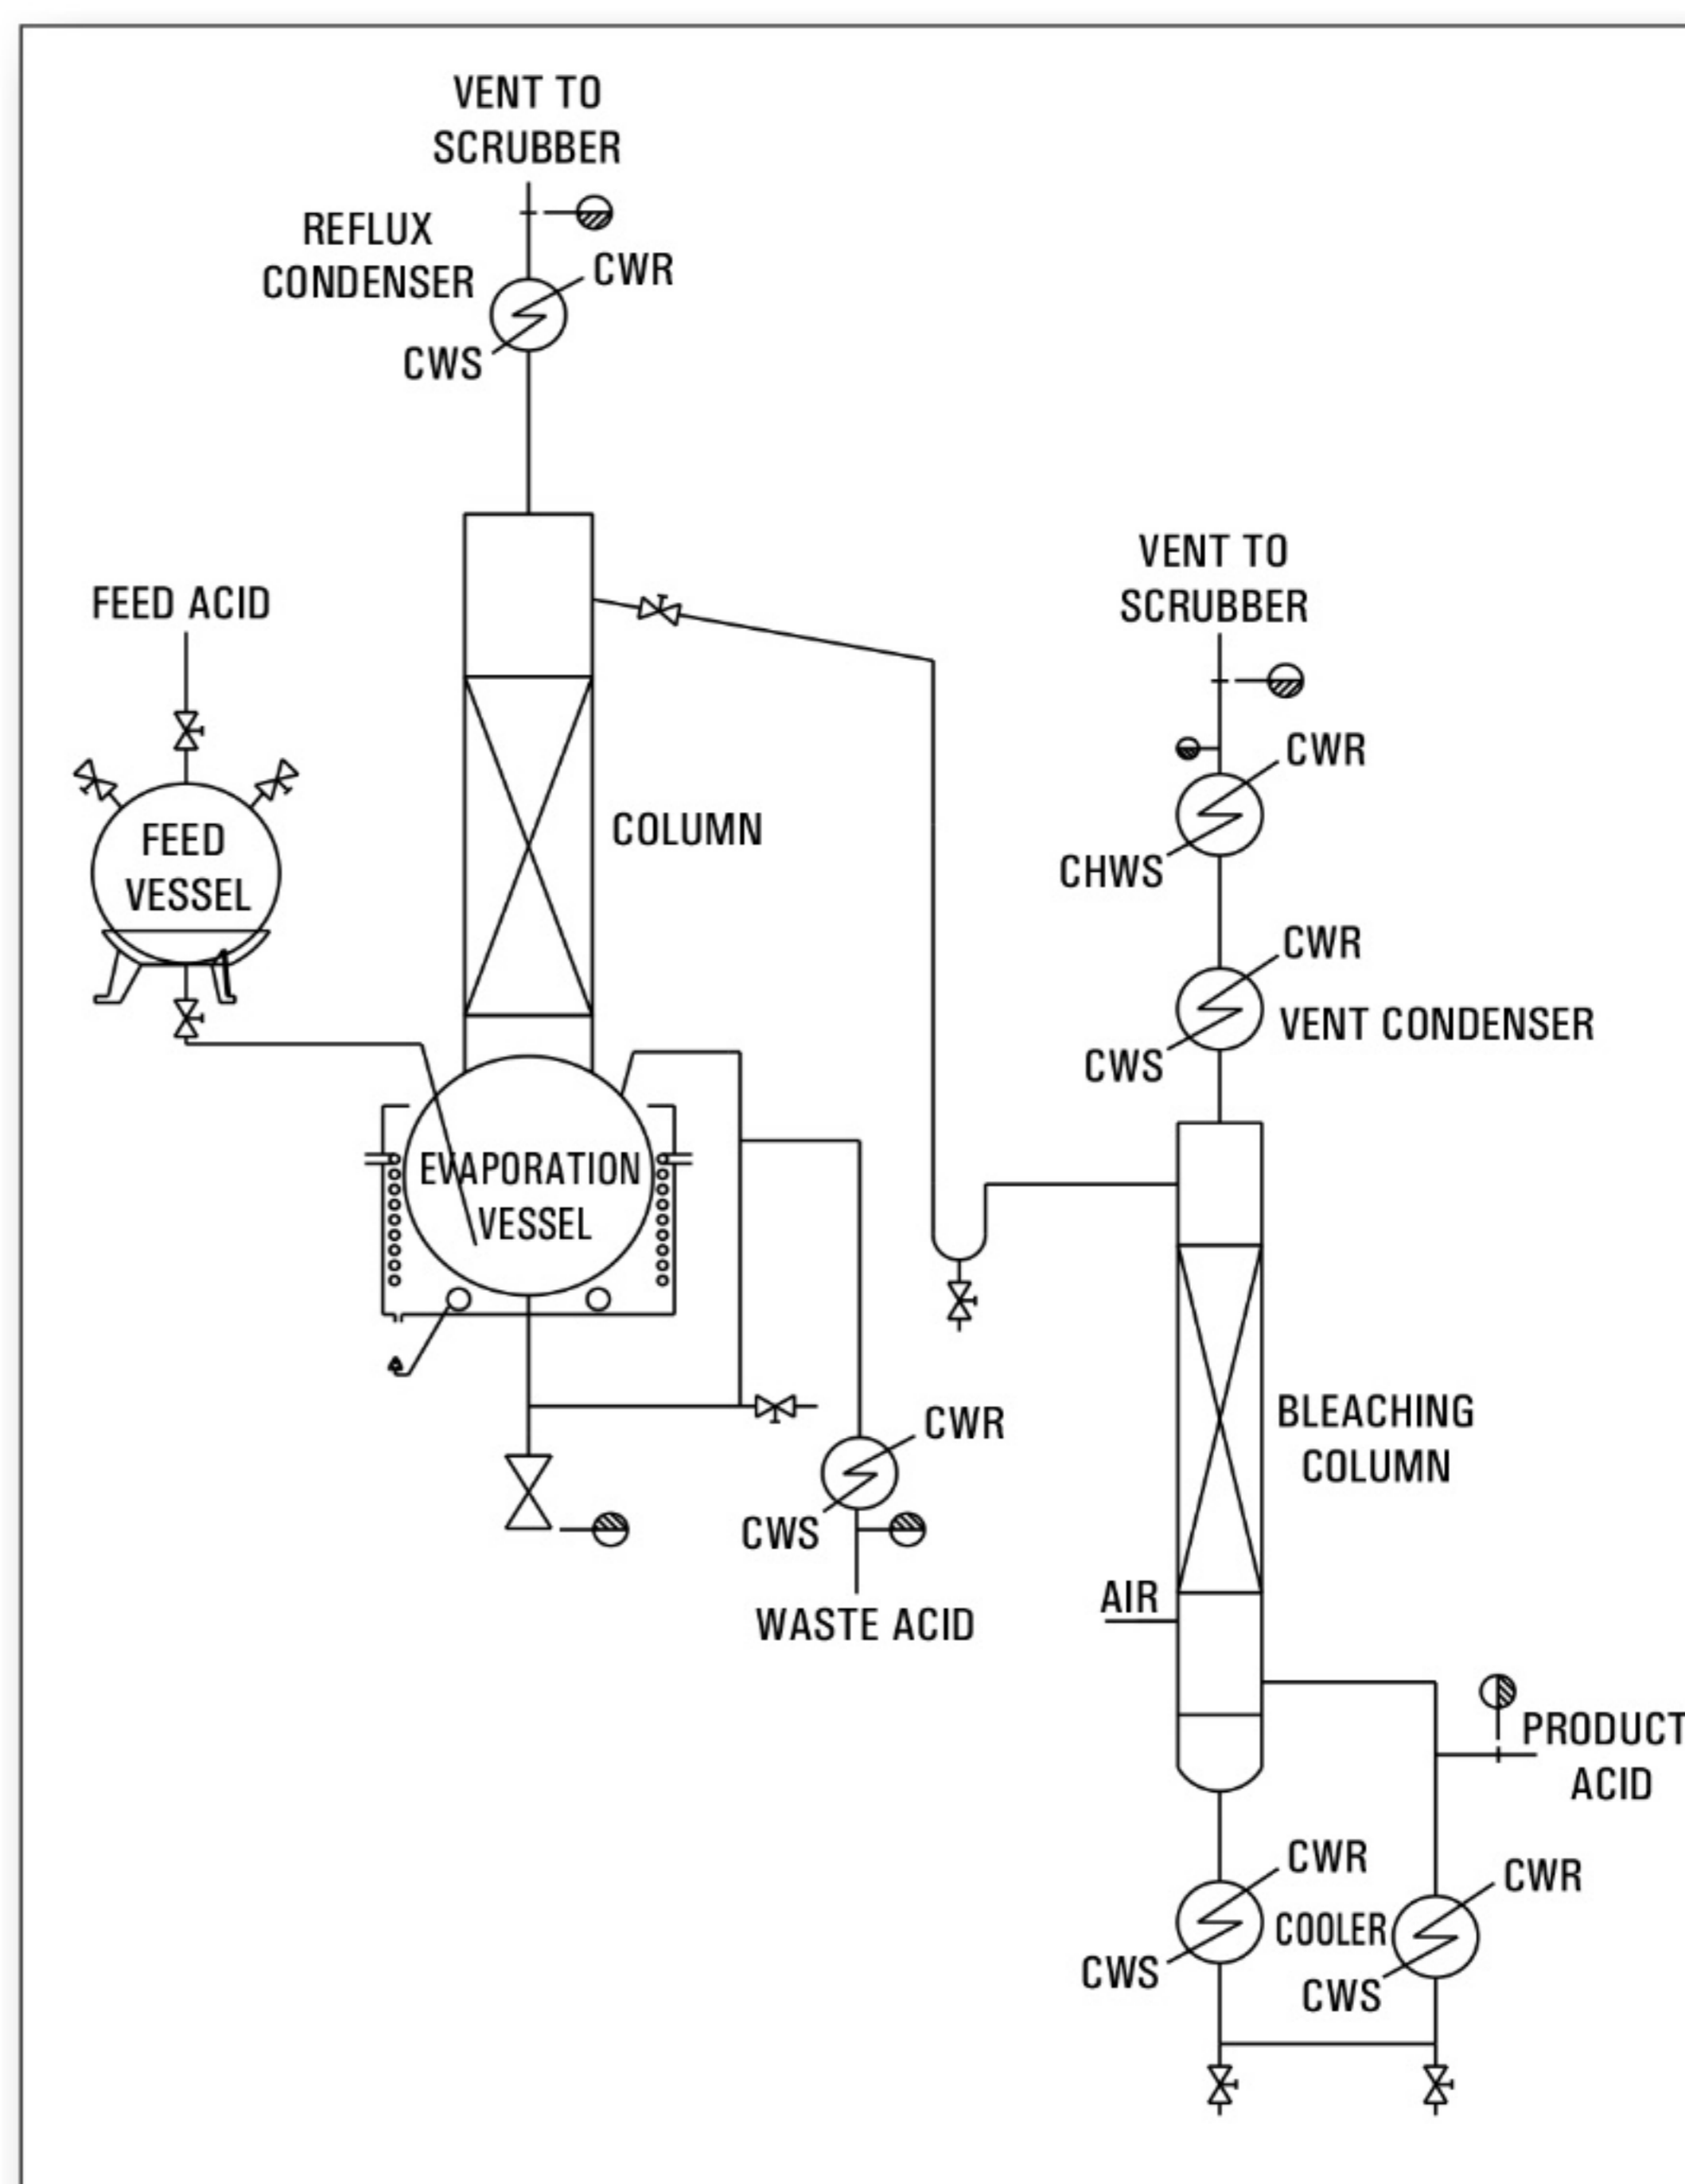 VENT TO
SCRUBBER
REFLUX
CONDENSER
CWR
CWS
FEED ACID
FEED
VESSEL
COLUMN
EVAPORATION
VESSEL
CWR
CWS
WASTE ACID
VENT TO
SCRUBBER
CWR
CHWS
CWR
VENT CONDENSER
CWS
BLEACHING
COLUMN
AIR
PRODUCT
ACID
CWR
CWR
COOLER
CWS
CWS